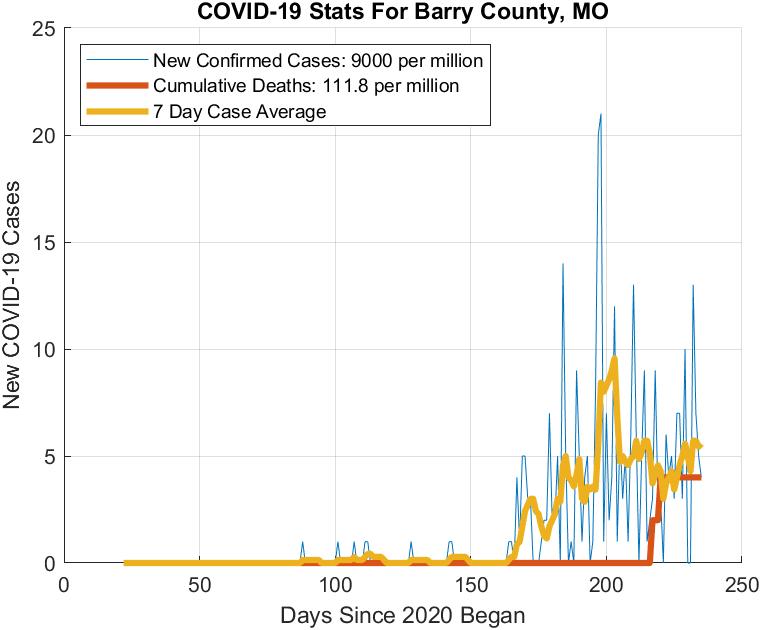 COVID-19 Stats For Barry County, MO
New Confirmed Cases: 9000 per million
Cumulative Deaths: 111.8 per million
7 Day Case Average
New COVID-19 Cases
25
20
15
10
5
0
0 50 100 150 200 250
Days Since 2020 Began